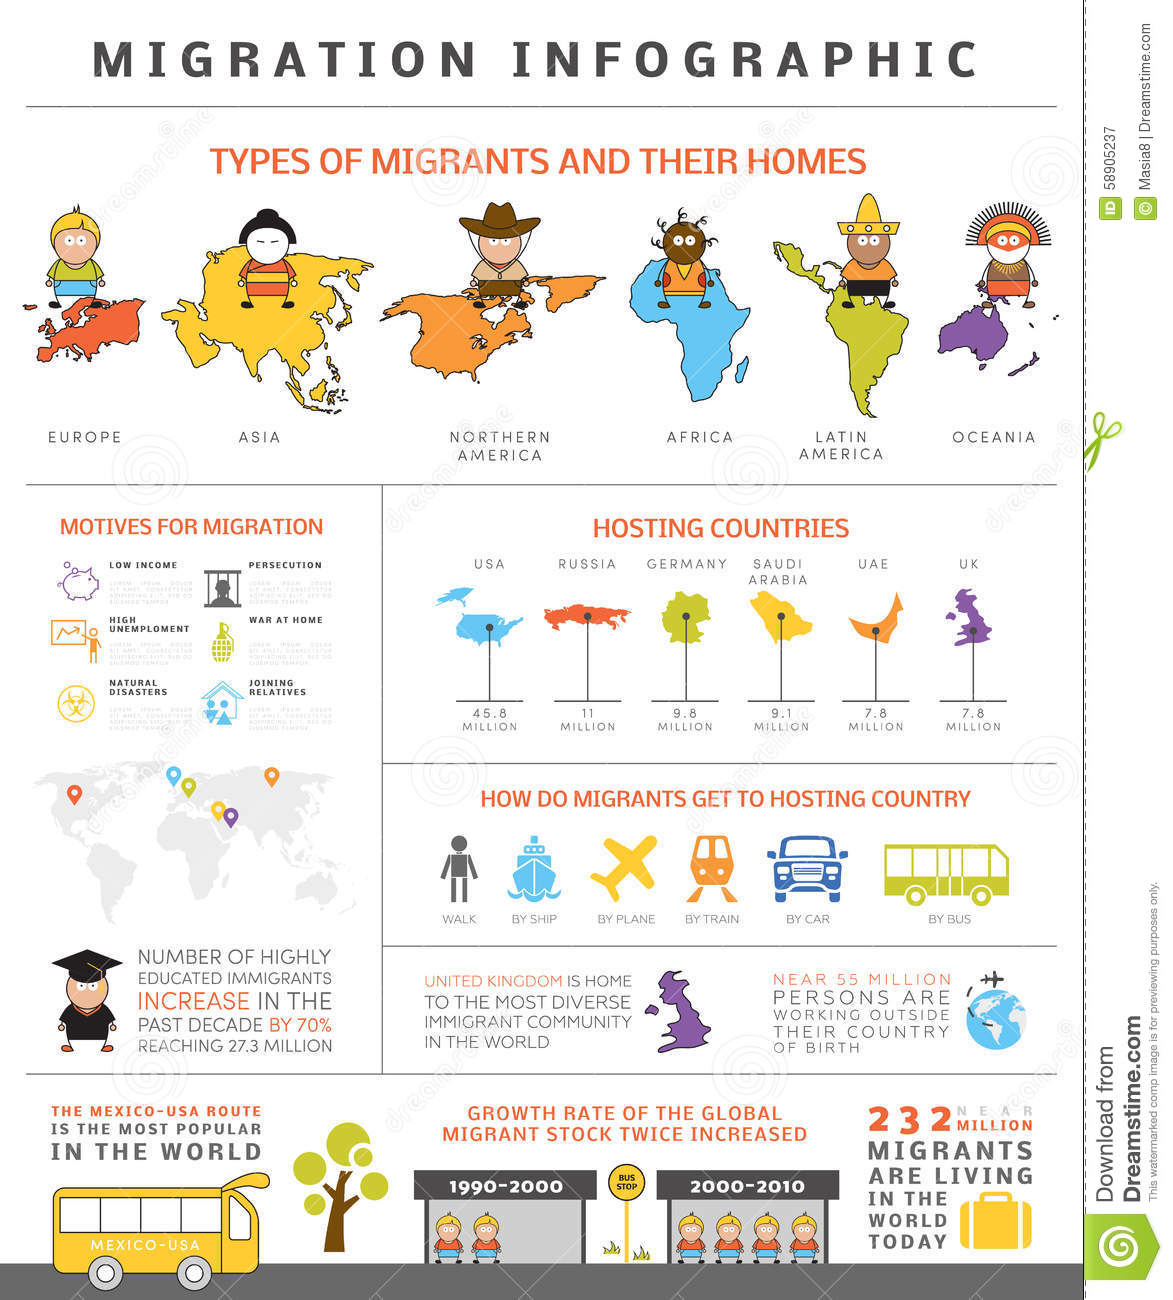 MIGRATION INFOGRAPHIC
TYPES OF MIGRANTS AND THEIR HOMES
EUROPE
ASIA
NORTHERN
AMERICA
AFRICA
LATIN
AMERICA
OCEANIA
MOTIVES FOR MIGRATION
LOW INCOME
PERSECUTION
HIGH
UNEMPLOMENT
WAR AT HOME
NATURAL
DISASTERS
JOINING
RELATIVES
HOSTING COUNTRIES
USA
RUSSIA
GERMANY
SAUDI
ARABIA
UAE
UK
45.8
MILLION
11
MILLION
9.8
MILLION
9.1
MILLION
7.8
MILLION
7.8
MILLION
HOW DO MIGRANTS GET TO HOSTING COUNTRY
WALK
BY SHIP
BY PLANE
BY TRAIN
BY CAR
BY BUS
NUMBER OF HIGHLY
EDUCATED IMMIGRANTS
INCREASE IN THE
PAST DECADE BY 70%
REACHING 27.3 MILLION
UNITED KINGDOM IS HOME
TO THE MOST DIVERSE
IMMIGRANT COMMUNITY
IN THE WORLD
NEAR 55 MILLION
PERSONS ARE
WORKING OUTSIDE
THEIR COUNTRY
OF BIRTH
THE MEXICO-USA ROUTE
IS THE MOST POPULAR
IN THE WORLD
MEXICO-USA
GROWTH RATE OF THE GLOBAL
MIGRANT STOCK TWICE INCREASED
1990-2000
BUS
STOP
2000-2010
232 NEAR
MILLION
MIGRANTS
ARE LIVING
IN THE
WORLD
TODAY
ID 58905237
© Masia8 | Dreamstime.com
Download from
Dreamstime.com
This watermarked comp image is for previewing purposes only.